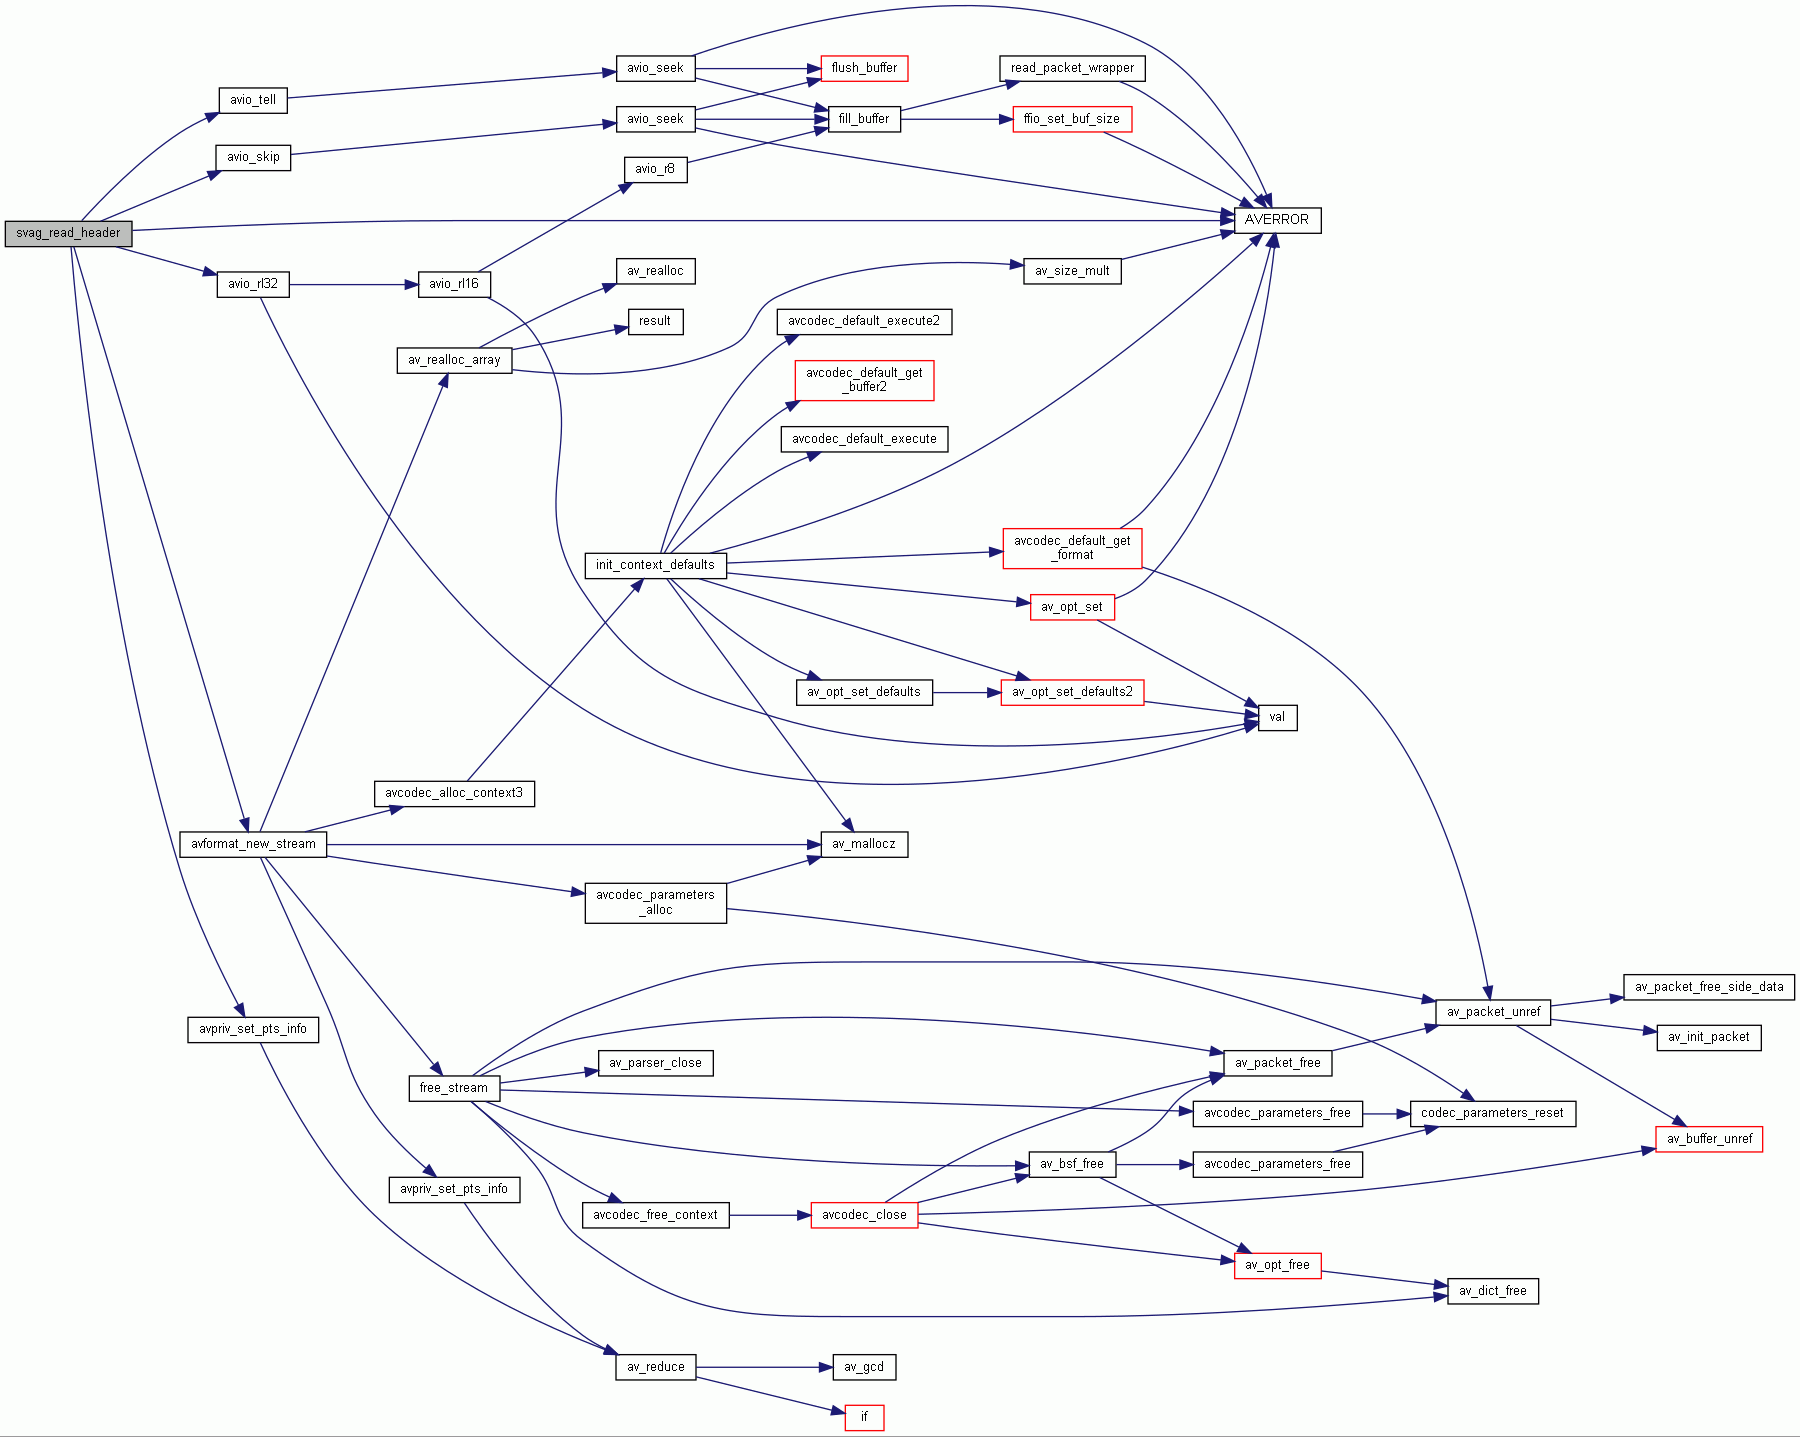 avio_seek
flush_buffer
read_packet_wrapper
avio_tell
avio_seek
fill_buffer
ffio_set_buf_size
avio_skip
avio_r8
svag_read_header
AVERROR
avio_rl32
avio_rl16
av_realloc
av_size_mult
result
avcodec_default_execute2
av_realloc_array
avcodec_default_get
_buffer2
avcodec_default_execute
avcodec_default_get
_format
init_context_defaults
av_opt_set
av_opt_set_defaults
av_opt_set_defaults2
val
avcodec_alloc_context3
avformat_new_stream
av_mallocz
avcodec_parameters
_alloc
av_packet_free_side_data
av_packet_unref
avpriv_set_pts_info
av_init_packet
av_parser_close
av_packet_free
free_stream
avcodec_parameters_free
codec_parameters_reset
av_buffer_unref
av_bsf_free
avcodec_parameters_free
avpriv_set_pts_info
avcodec_free_context
avcodec_close
av_opt_free
av_dict_free
av_reduce
av_gcd
if